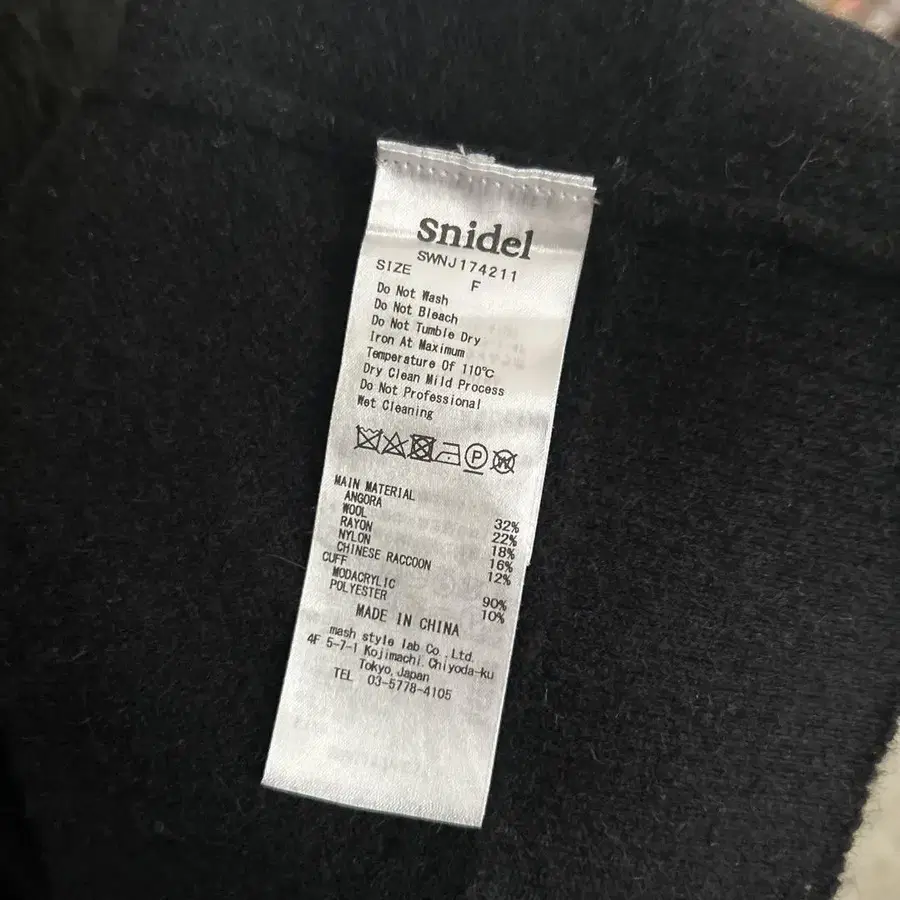 snidel
SWNJ174211
SIZE F
Do Not Wash
Do Not Bleach
Do Not Tumble Dry
Iron At Maximum
Temperature Of 110℃
Dry Clean Mild Process
Do Not Professional
Wet Cleaning
P W
MAIN MATERIAL
ANGORA 32%
WOOL 22%
RAYON 18%
NYLON 16%
CHINESE RACCOON 12%
CUFF
MODACRYLIC 90%
POLYESTER 10%
MADE IN CHINA
mash style lab Co.,Ltd.
4F 5-7-1 Kojimachi, Chiyoda-ku
Tokyo, Japan
TEL 03-5778-4105